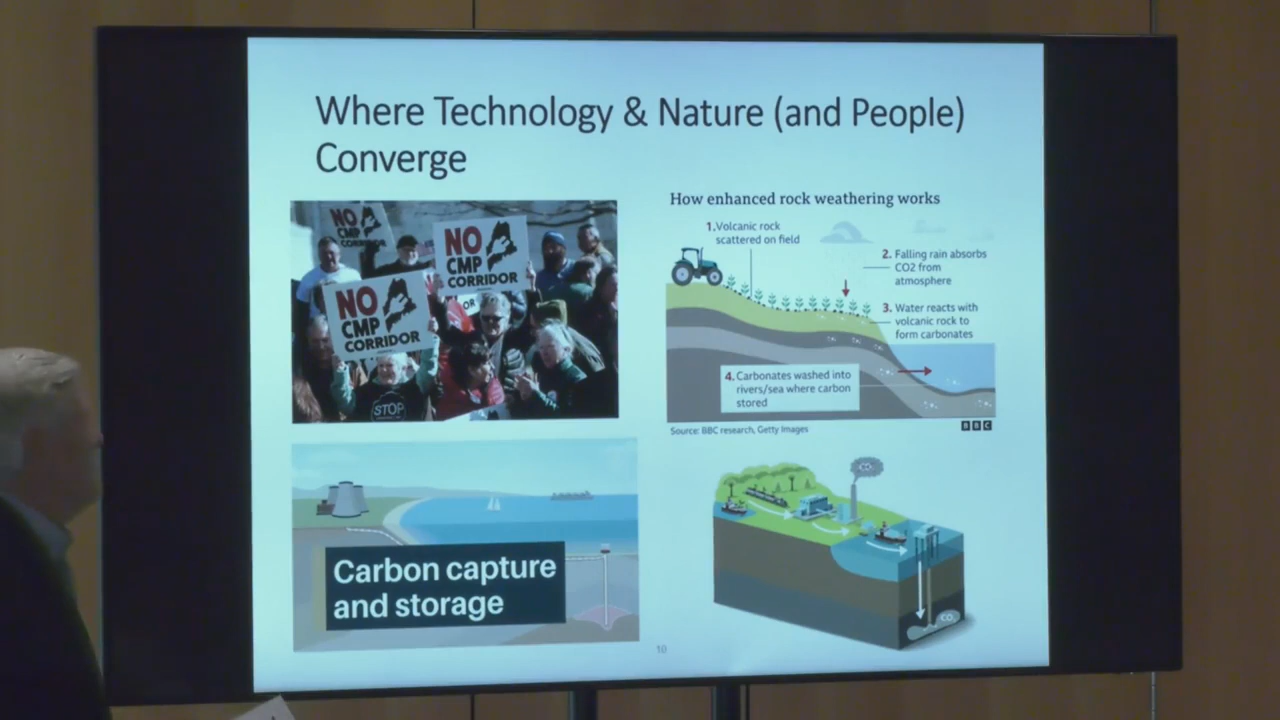 Where Technology & Nature (and People)
Converge
NO
CMP
CORRIDOR
NO
CMP
CORRIDOR
OR
NO
CMP
CORRIDOR
STOP
How enhanced rock weathering works
1. Volcanic rock
scattered on field
2. Falling rain absorbs
CO2 from
atmosphere
3. Water reacts with
volcanic rock to
form carbonates
4. Carbonates washed into
rivers/sea where carbon
stored
Source: BBC research, Getty Images
BBC
Carbon capture
and storage
CO₂
CO₂
10